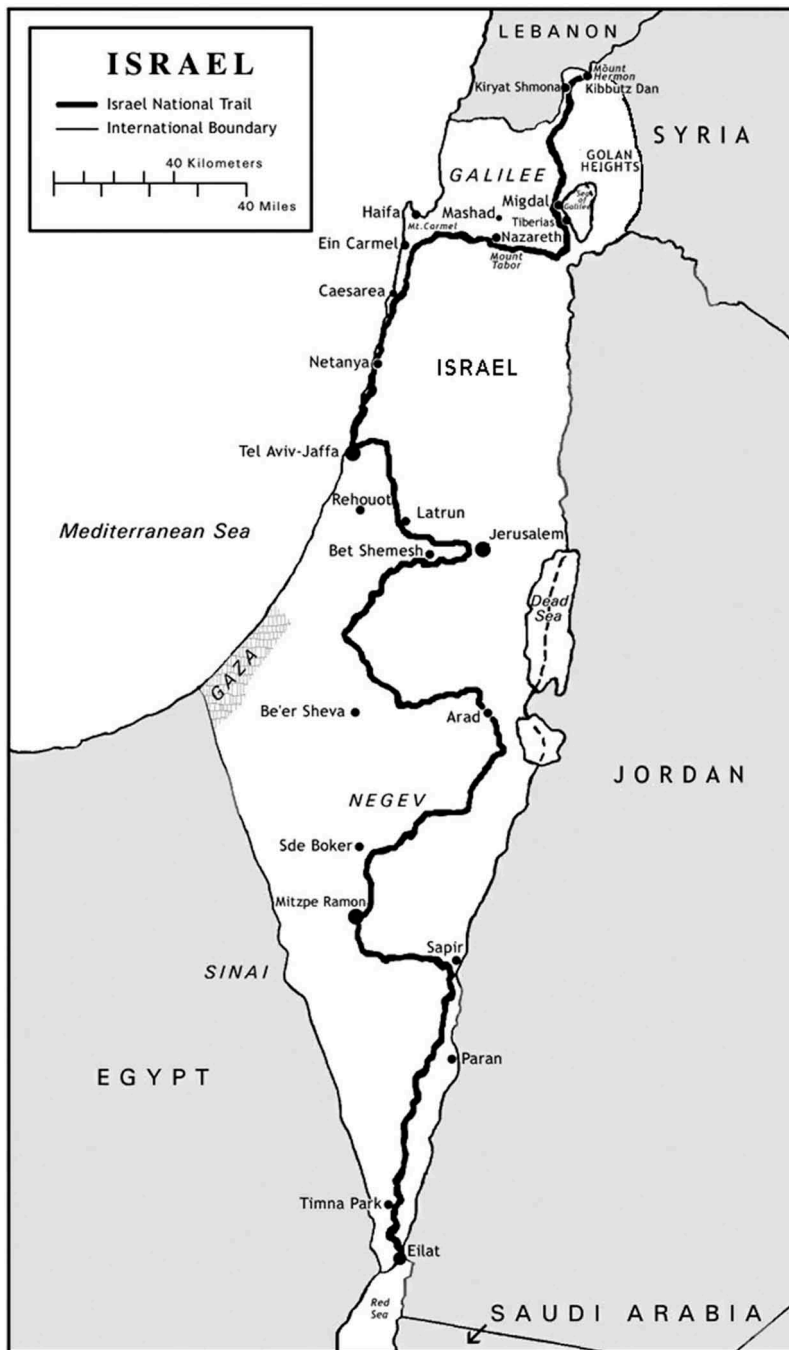 ISRAEL
Israel National Trail
International Boundary
40 Kilometers
40 Miles
LEBANON
Mount
Hermon
Kiryat Shmona
Kibbutz Dan
SYRIA
GOLAN
HEIGHTS
GALILEE
Migdal
Sea
of
Galilee
Haifa
Mashad
Tiberias
Mt. Carmel
Nazareth
Ein Carmel
Mount
Tabor
Caesarea
Netanya
ISRAEL
Tel Aviv-Jaffa
Rehouot
Latrun
Mediterranean Sea
Jerusalem
Bet Shemesh
Dead
Sea
GAZA
Be'er Sheva
Arad
JORDAN
NEGEV
Sde Boker
Mitzpe Ramon
Sapir
SINAI
Paran
EGYPT
Timna Park
Eilat
Red
Sea
SAUDI ARABIA